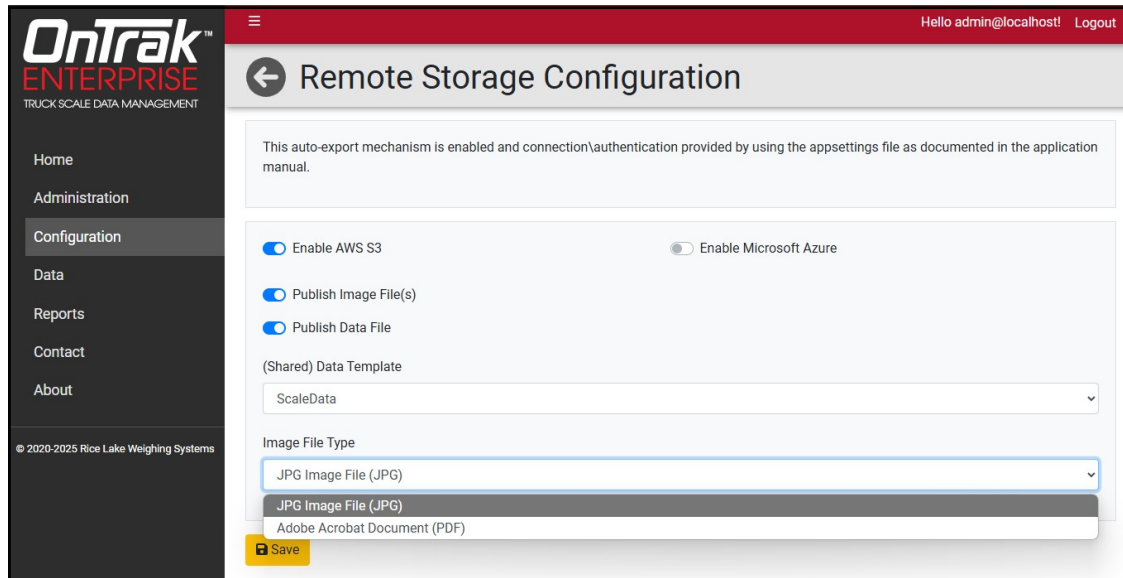 OnTrak™
ENTERPRISE
TRUCK SCALE DATA MANAGEMENT
Home
Administration
Configuration
Data
Reports
Contact
About
© 2020-2025 Rice Lake Weighing Systems
Hello admin@localhost! Logout
Remote Storage Configuration
This auto-export mechanism is enabled and connection\authentication provided by using the appsettings file as documented in the application
manual.
Enable AWS S3 Enable Microsoft Azure
Publish Image File(s)
Publish Data File
(Shared) Data Template
ScaleData
Image File Type
JPG Image File (JPG)
JPG Image File (JPG)
Adobe Acrobat Document (PDF)
Save